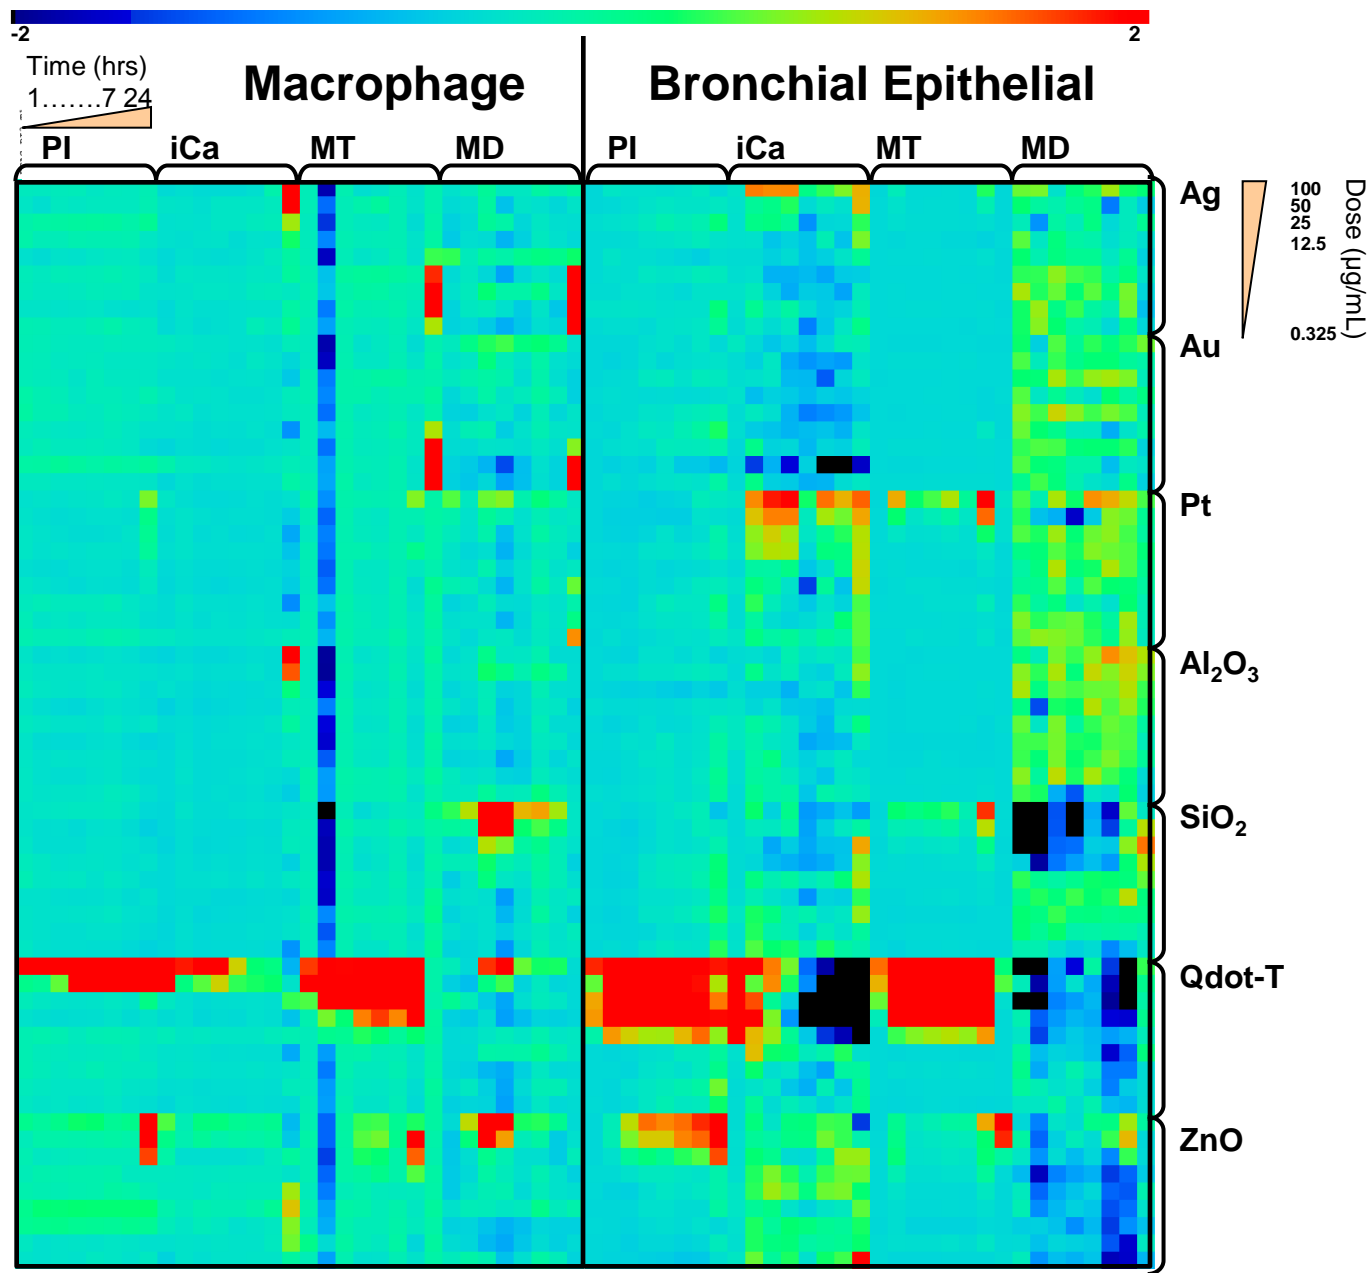 -2 2
Time (hrs)
1.......7 24
Macrophage Bronchial Epithelial
PI iCa MT MD PI iCa MT MD
Ag
Au
Pt
Al₂O₃
SiO₂
Qdot-T
ZnO
100
50
25
12.5
0.325
Dose (µg/mL)